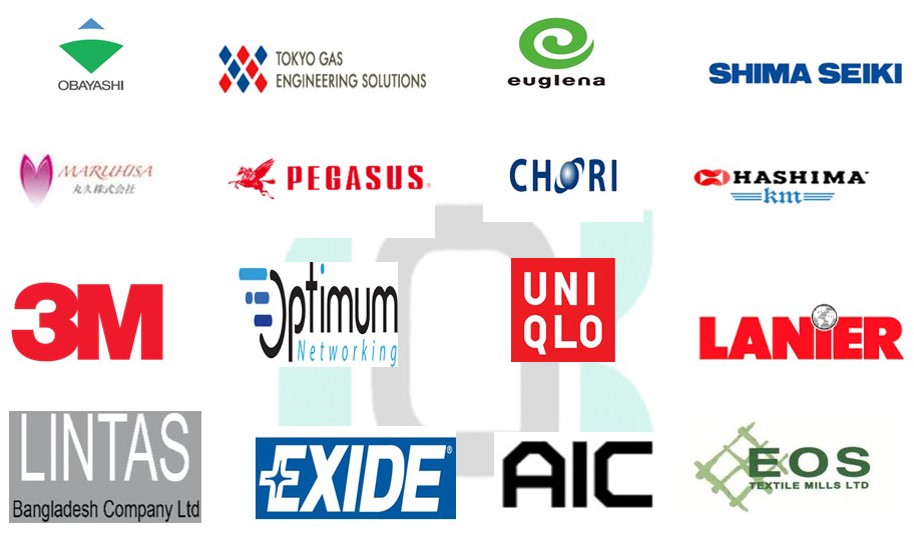 OBAYASHI
TOKYO GAS
ENGINEERING SOLUTIONS
euglena
SHIMA SEIKI
MARUHISA
丸久株式会社
PEGASUS®
CHORI
HASHIMA
km
3M
Optimum
Networking
UNI
QLO
LANiER
LINTAS
Bangladesh Company Ltd
EXIDE®
AIC
EOS
TEXTILE MILLS LTD